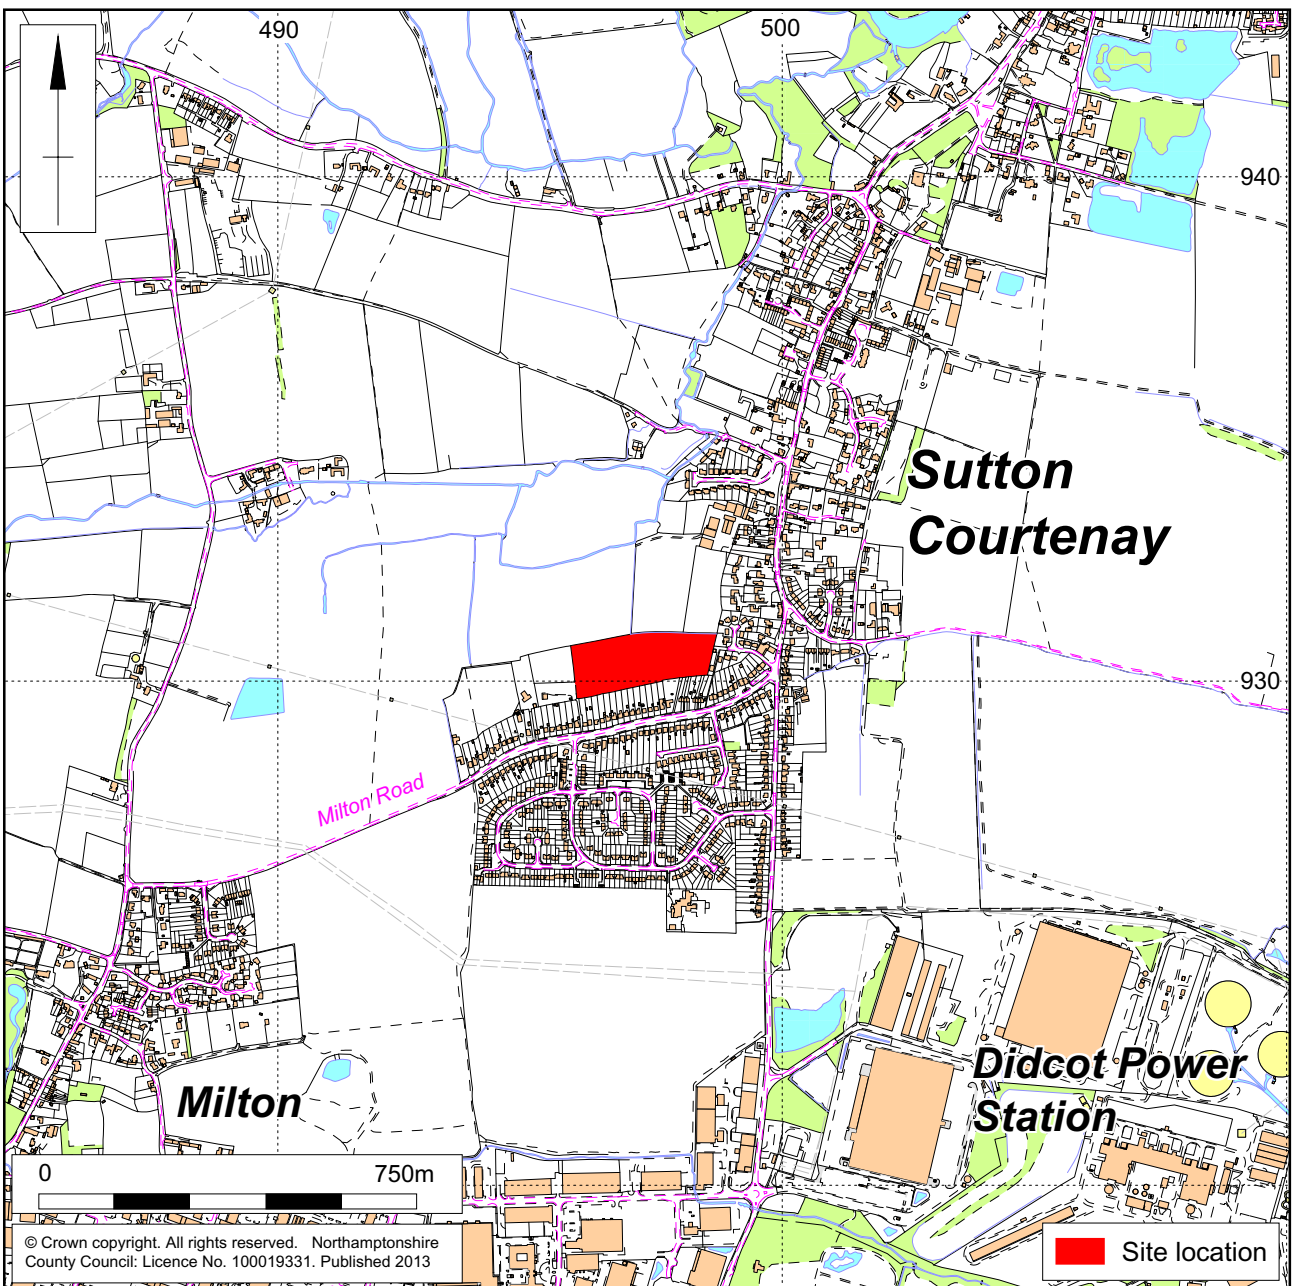 490
500
940
Sutton
Courtenay
930
Milton Road
Didcot Power
Station
Milton
0 750m
© Crown copyright. All rights reserved. Northamptonshire
County Council: Licence No. 100019331. Published 2013
Site location